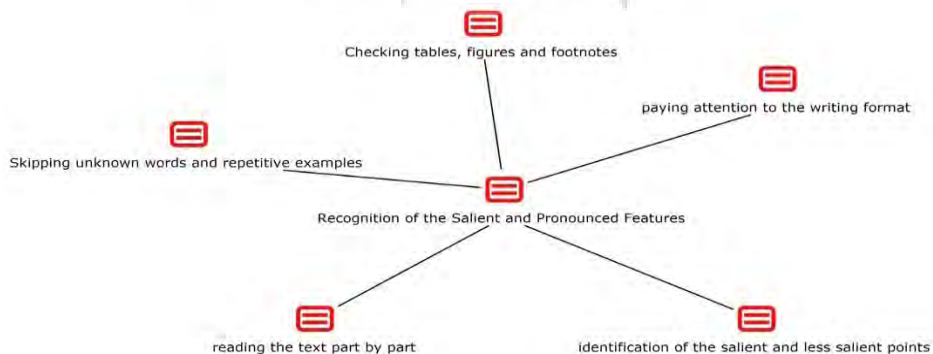 Checking tables, figures and footnotes
paying attention to the writing format
Skipping unknown words and repetitive examples
Recognition of the Salient and Pronounced Features
reading the text part by part
identification of the salient and less salient points